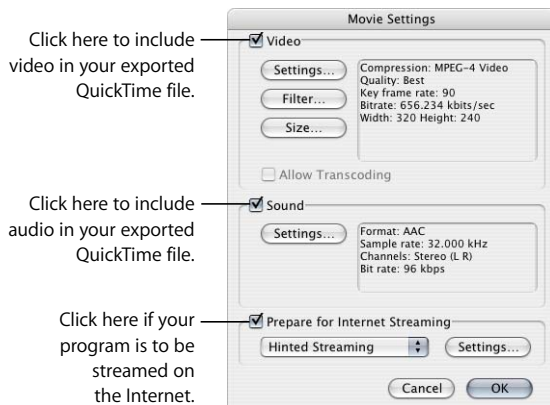 Movie Settings
Click here to include
video in your exported
QuickTime file.
Video
Settings...
Filter...
Size...
Compression: MPEG-4 Video
Quality: Best
Key frame rate: 90
Bitrate: 656.234 kbits/sec
Width: 320 Height: 240
Allow Transcoding
Click here to include
audio in your exported
QuickTime file.
Sound
Settings...
Format: AAC
Sample rate: 32.000 kHz
Channels: Stereo (L R)
Bit rate: 96 kbps
Click here if your
program is to be
streamed on
the Internet.
Prepare for Internet Streaming
Hinted Streaming
Settings...
Cancel
OK